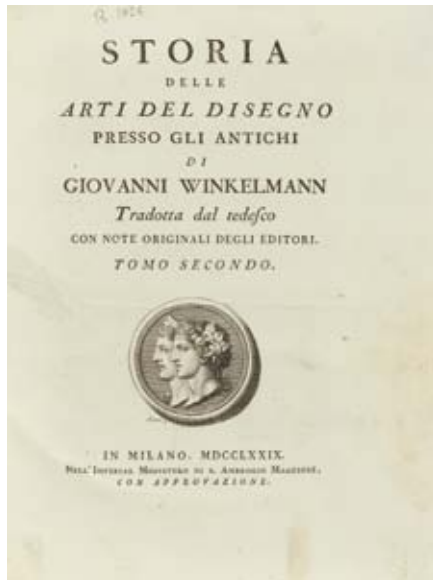 STORIA
DELLE
ARTI DEL DISEGNO
PRESSO GLI ANTICHI
DI
GIOVANNI WINKELMANN
Tradotta dal tedesco
CON NOTE ORIGINALI DEGLI EDITORI.
TOMO SECONDO.
IN MILANO. MDCCLXXIX.
NELL'IMPERIAL MONISTERO DI S. AMBROGIO MAGGIORE,
CON APPROVAZIONE.